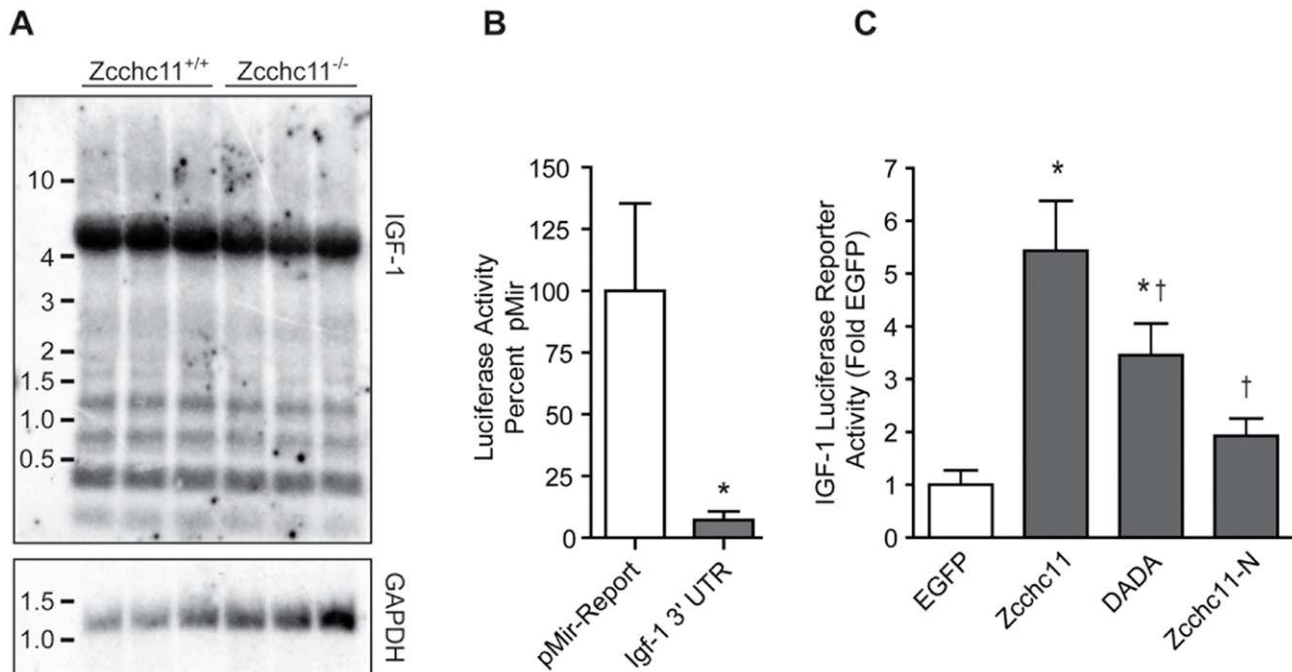 A
Zcchc11+/+ Zcchc11-/-
10
4
3
2
1.5
1.0
0.5
IGF-1
1.5
1.0
GAPDH
B
Luciferase Activity
Percent pMir
150
125
100
75
50
25
0
*
pMir-Report
Igf-1 3' UTR
C
IGF-1 Luciferase Reporter
Activity (Fold EGFP)
7
6
5
4
3
2
1
0
*
*†
†
EGFP
Zcchc11
DADA
Zcchc11-N